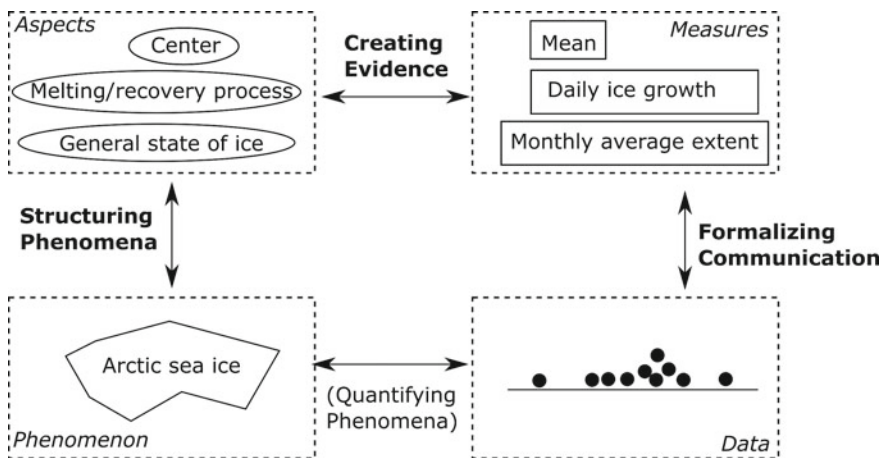 Aspects
Center
Melting/recovery process
General state of ice
Creating
Evidence
Measures
Mean
Daily ice growth
Monthly average extent
Structuring
Phenomena
Formalizing
Communication
Arctic sea ice
Phenomenon
(Quantifying
Phenomena)
Data